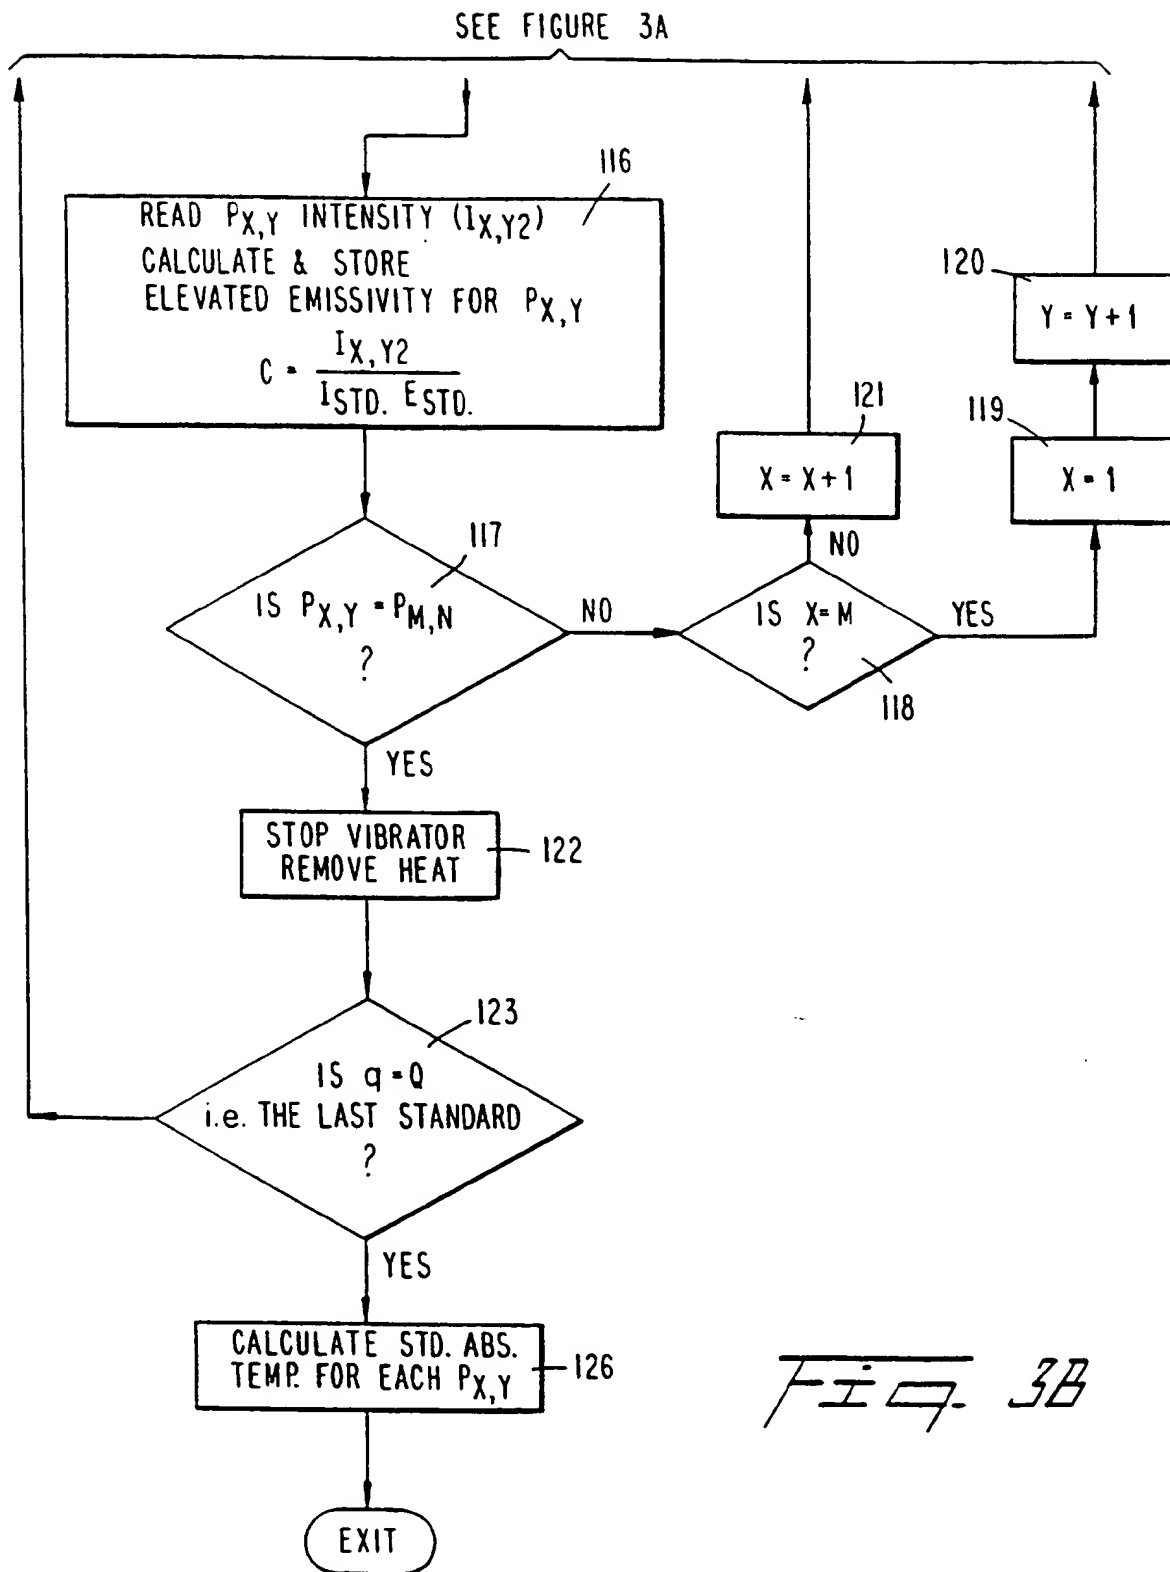 SEE FIGURE 3A
116
READ PX,Y INTENSITY (IX,Y2)
CALCULATE & STORE
ELEVATED EMISSIVITY FOR PX,Y
C = IX,Y2
ISTD. ESTD.
120
Y = Y+1
121
X = X+1
119
X = 1
117
IS PX,Y = PM,N
?
NO
NO
IS X=M
?
YES
118
YES
STOP VIBRATOR
REMOVE HEAT
122
123
IS q = Q
i.e. THE LAST STANDARD
?
YES
CALCULATE STD. ABS.
TEMP. FOR EACH PX,Y
126
EXIT
Fig. 3B